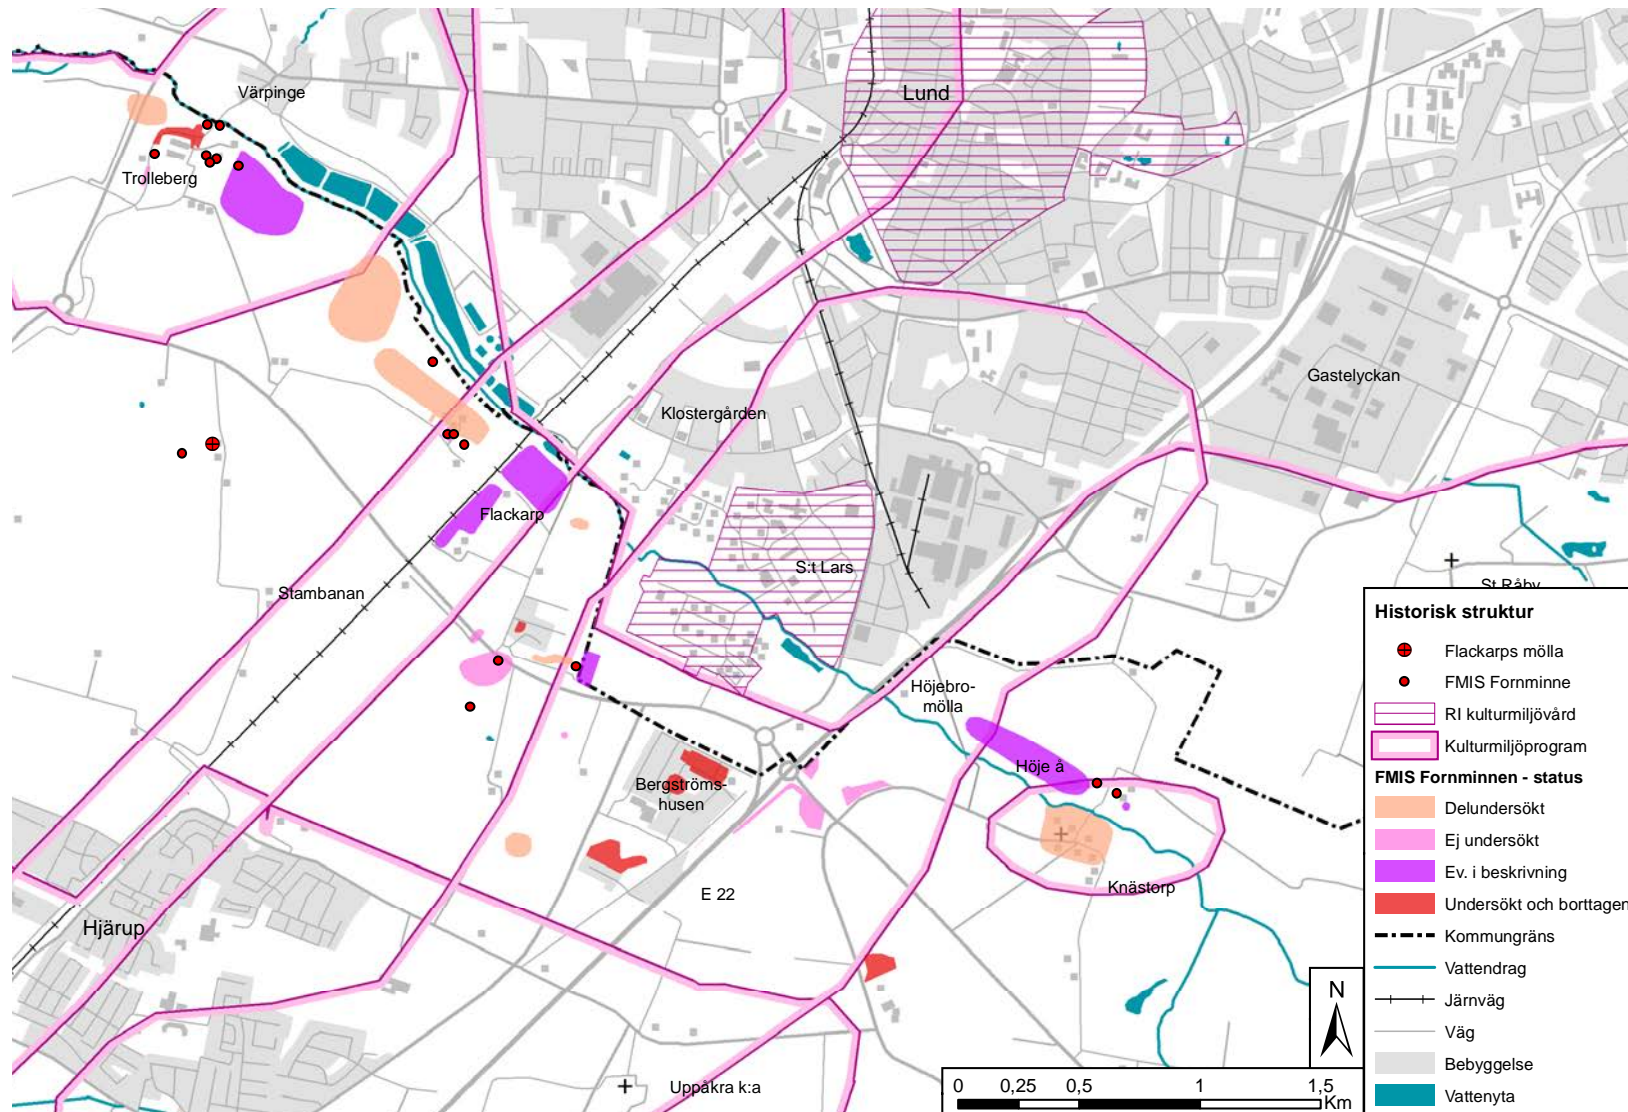 Lund
Värpinge
Trolleberg
Gastelyckan
Klostergården
Flackarp
S:t Lars
St Råby
Stambanan
Höjebro-
mölla
Höje å
Bergströms-
husen
Knästorp
E 22
Hjärup
Uppåkra k:a
Historisk struktur
Flackarps mölla
FMIS Fornminne
RI kulturmiljövård
Kulturmiljöprogram
FMIS Fornminnen - status
Delundersökt
Ej undersökt
Ev. i beskrivning
Undersökt och borttagen
Kommungräns
Vattendrag
Järnväg
Väg
Bebyggelse
Vattenyta
N
0 0,25 0,5 1 1,5
Km